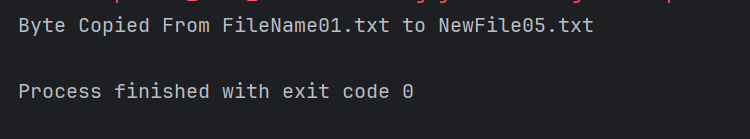 Byte Copied From FileName01.txt to NewFile05.txt
Process finished with exit code 0